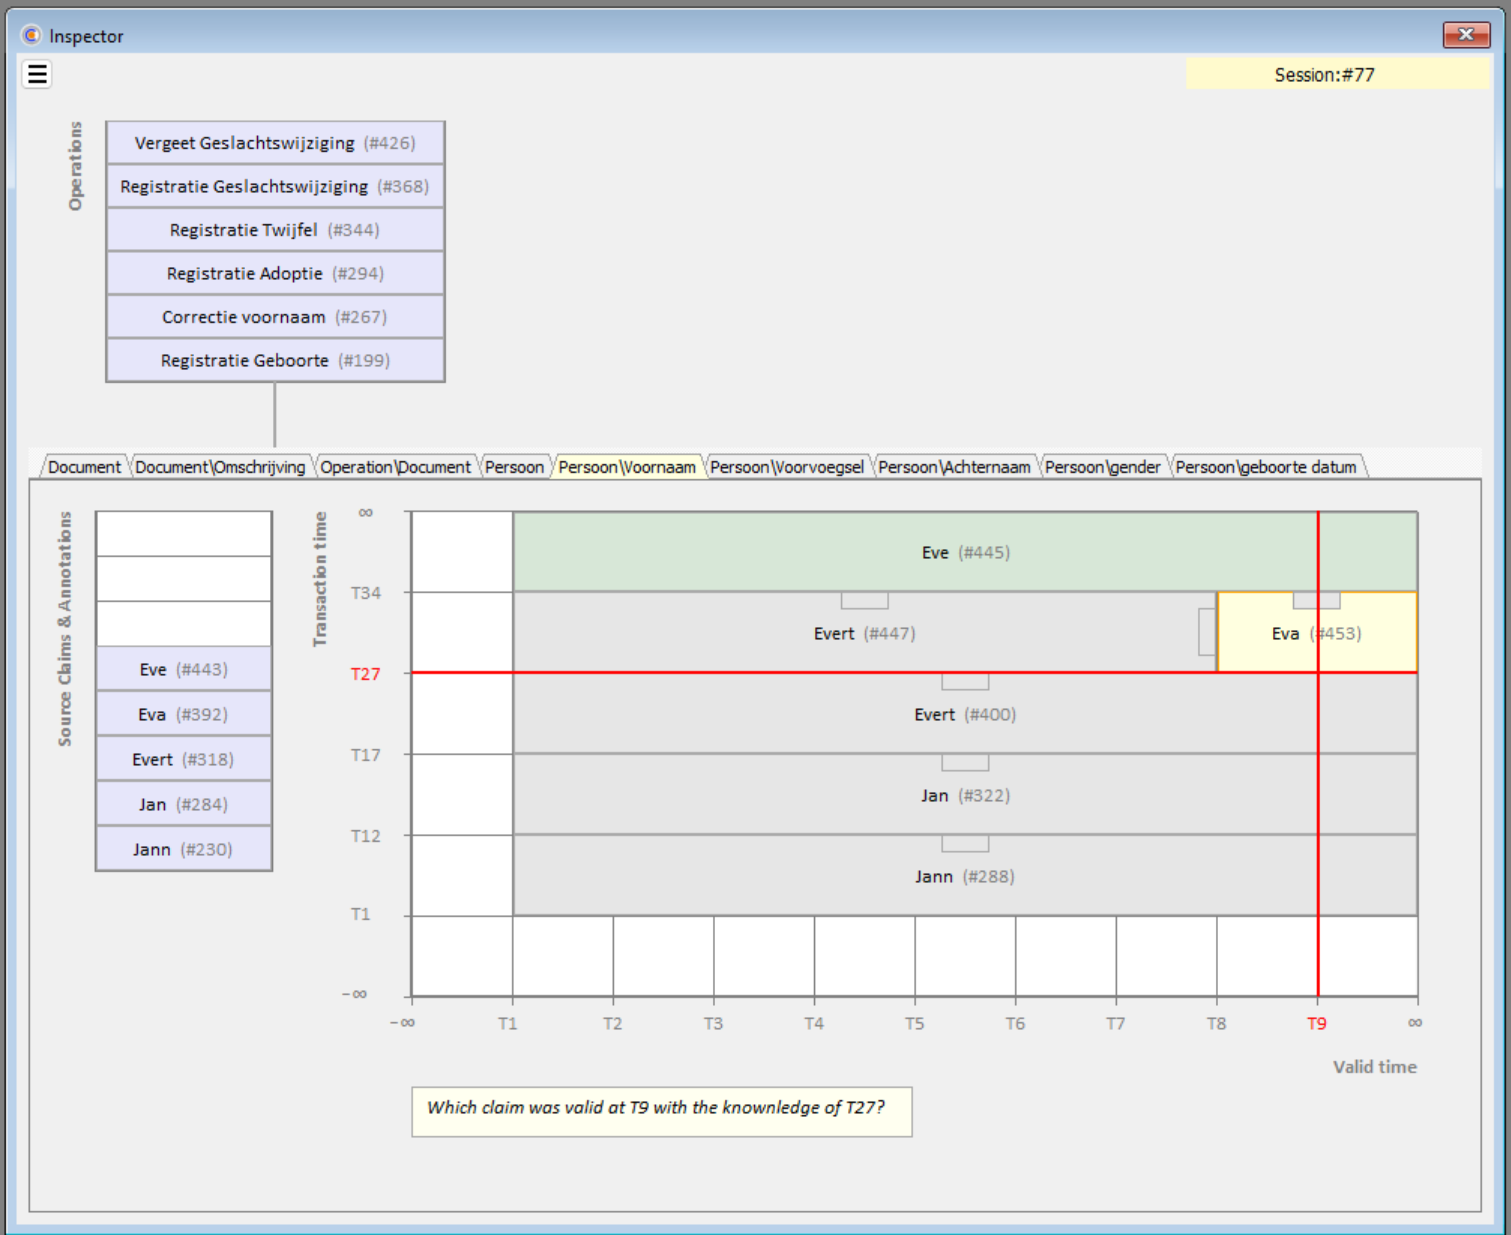 Inspector
Session:#77
Operations
Vergeet Geslachtswijziging (#426)
Registratie Geslachtswijziging (#368)
Registratie Twijfel (#344)
Registratie Adoptie (#294)
Correctie voornaam (#267)
Registratie Geboorte (#199)
Document
Document\Omschrijving
Operation\Document
Persoon
Persoon\Voornaam
Persoon\Voorvoegsel
Persoon\Achternaam
Persoon\gender
Persoon\geboorte datum
Source Claims & Annotations
Eve (#443)
Eva (#392)
Evert (#318)
Jan (#284)
Jann (#230)
Transaction time
∞
T34
T27
T17
T12
T1
-∞
Eve (#445)
Evert (#447)
Eva (#453)
Evert (#400)
Jan (#322)
Jann (#288)
-∞ T1 T2 T3 T4 T5 T6 T7 T8 T9 ∞
Valid time
Which claim was valid at T9 with the knownledge of T27?